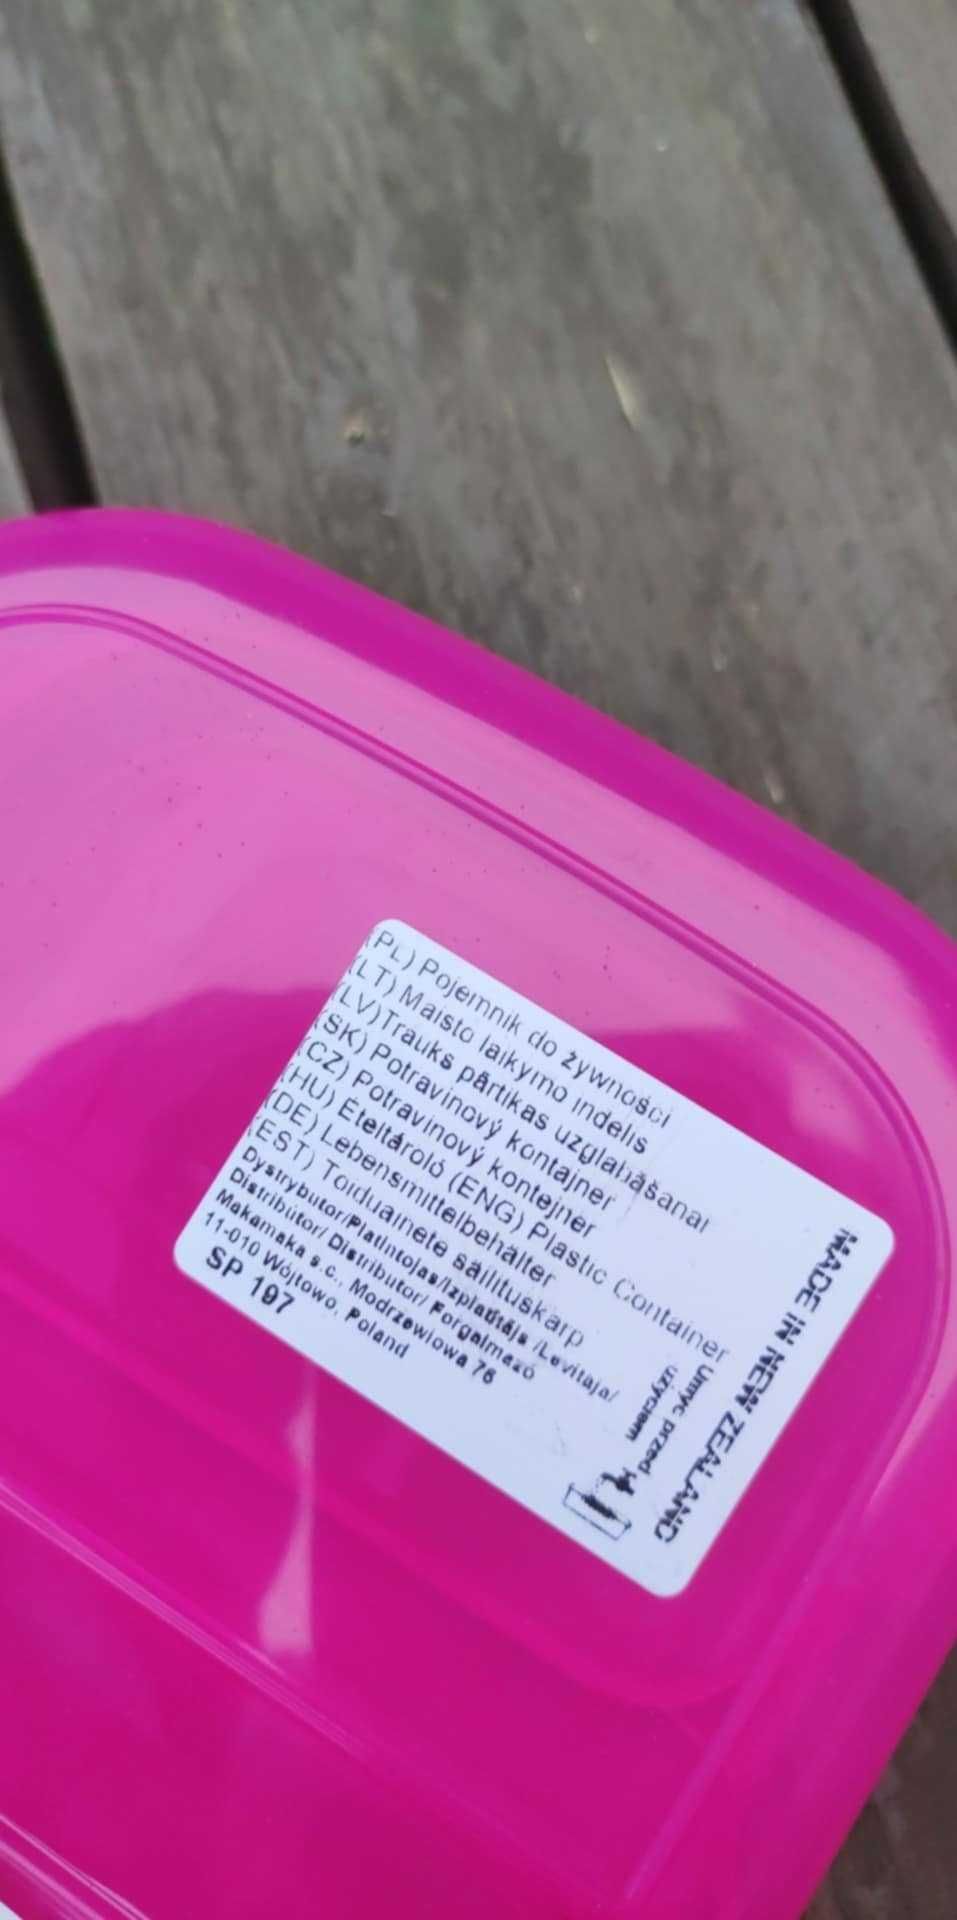 (PL) Pojemnik do żywności
(LT) Maisto laikymo indelis
(LV)Trauks pārtikas uzglabāšanai
(SK) Potravinový kontajner
(CZ) Potravinový kontejner
(HU) Ételtároló (ENG) Plastic Container
(DE) Lebensmittelbehälter
(EST) Toiduainete säilituskarp
Dystrybutor/Platintojas/Izplatītājs /Levitāja/
Distribútor/ Distributor/ Forgalmazó
Makamaka s.c., Modrzewiowa 76
11-010 Wójtowo, Poland
SP 197
Umyć przed
użyciem
MADE IN NEW ZEALAND